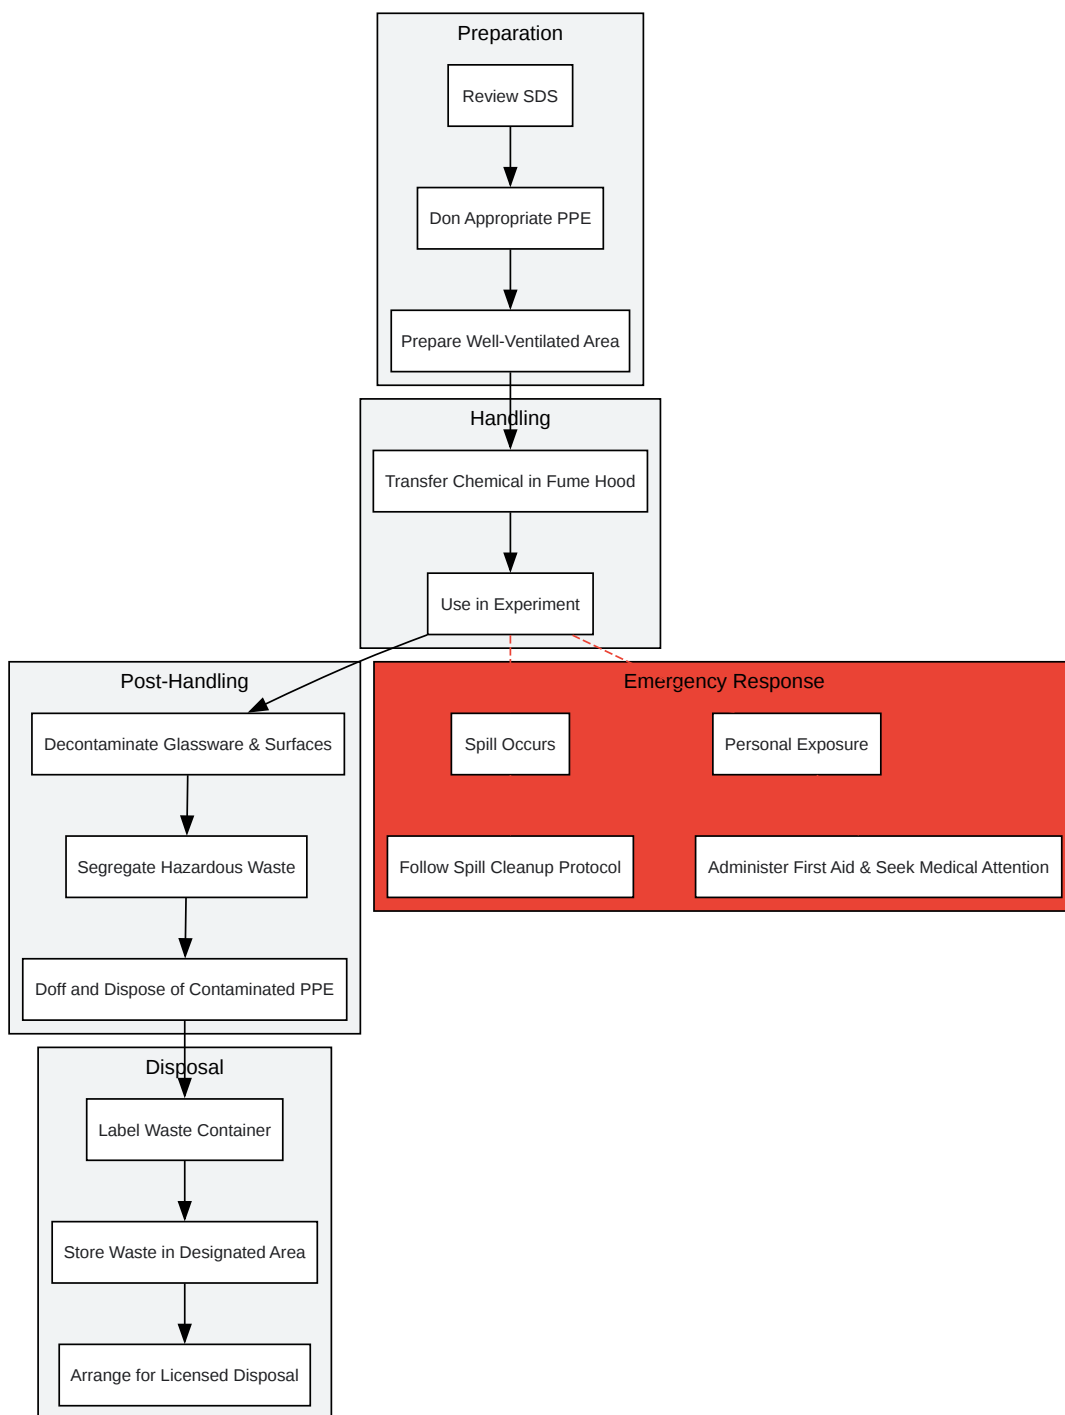 Preparation
Review SDS
Don Appropriate PPE
Prepare Well-Ventilated Area
Handling
Transfer Chemical in Fume Hood
Use in Experiment
Post-Handling
Decontaminate Glassware & Surfaces
Segregate Hazardous Waste
Doff and Dispose of Contaminated PPE
Emergency Response
Spill Occurs
Personal Exposure
Follow Spill Cleanup Protocol
Administer First Aid & Seek Medical Attention
Disposal
Label Waste Container
Store Waste in Designated Area
Arrange for Licensed Disposal